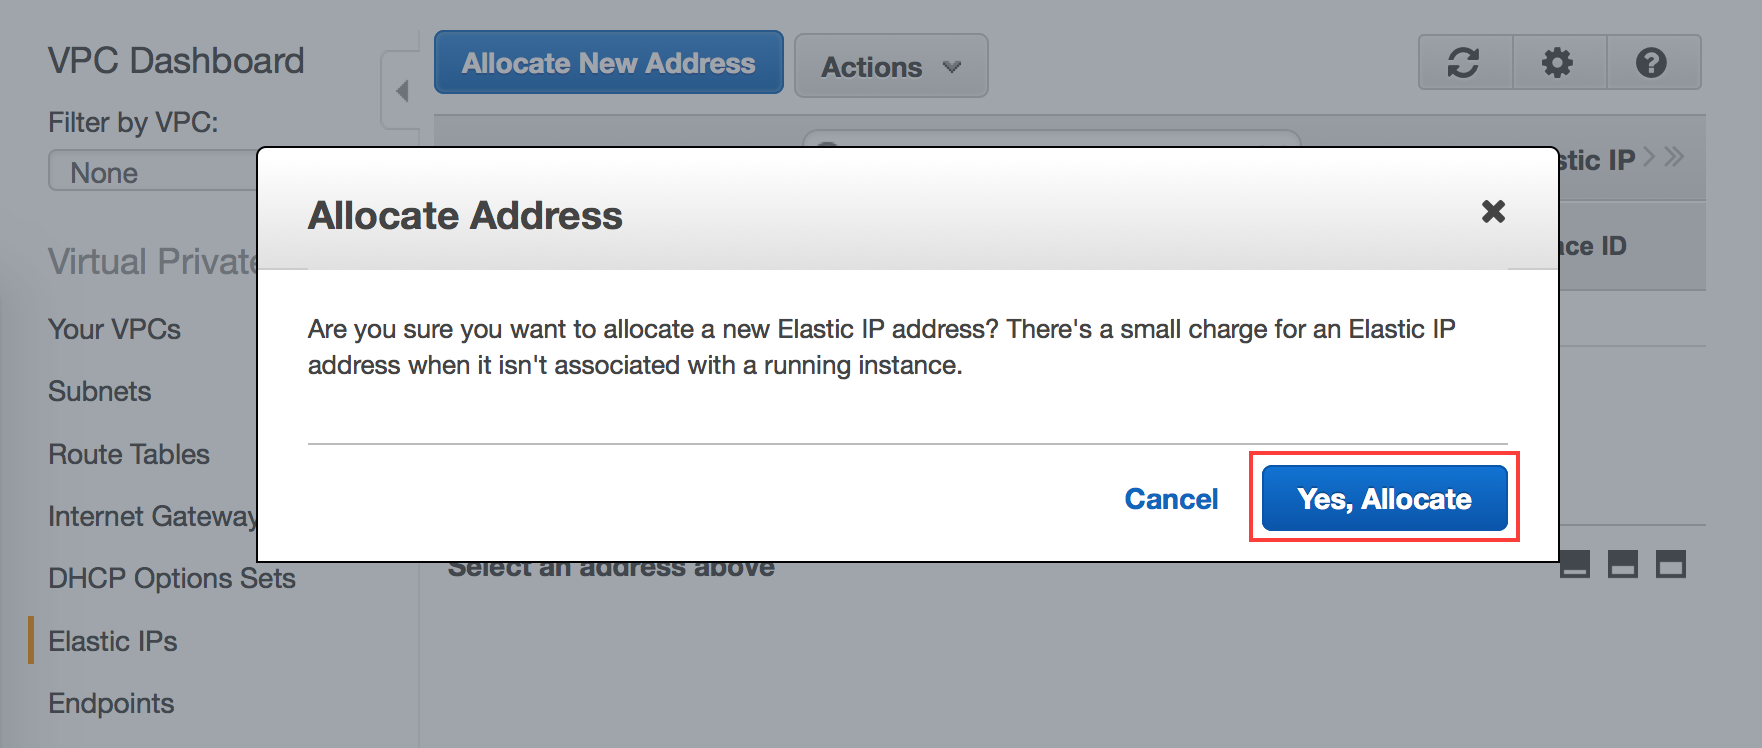 VPC Dashboard
Filter by VPC:
None
Virtual Private
Your VPCs
Subnets
Route Tables
Internet Gateway
DHCP Options Sets
Elastic IPs
Endpoints
Allocate New Address
Actions
stic IP
ace ID
Allocate Address
Are you sure you want to allocate a new Elastic IP address? There's a small charge for an Elastic IP
address when it isn't associated with a running instance.
Cancel
Yes, Allocate
Select an address above